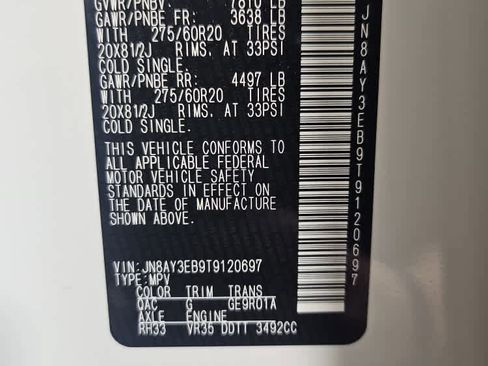 GVWR/PNBV: 7810 LB
GAWR/PNBE FR: 3638 LB
WITH 275/60R20 TIRES
20X81/2J RIMS, AT 33PSI
COLD SINGLE.
GAWR/PNBE RR: 4497 LB
WITH 275/60R20 TIRES
20X81/2J RIMS, AT 33PSI
COLD SINGLE.
THIS VEHICLE CONFORMS TO
ALL APPLICABLE FEDERAL
MOTOR VEHICLE SAFETY
STANDARDS IN EFFECT ON
THE DATE OF MANUFACTURE
SHOWN ABOVE.
VIN:JN8AY3EB9T9120697
TYPE:MPV
COLOR TRIM TRANS
QAC G GE9R01A
AXLE ENGINE
RH33 VR35 DDTT 3492CC
JN8AY3EB9T9120697